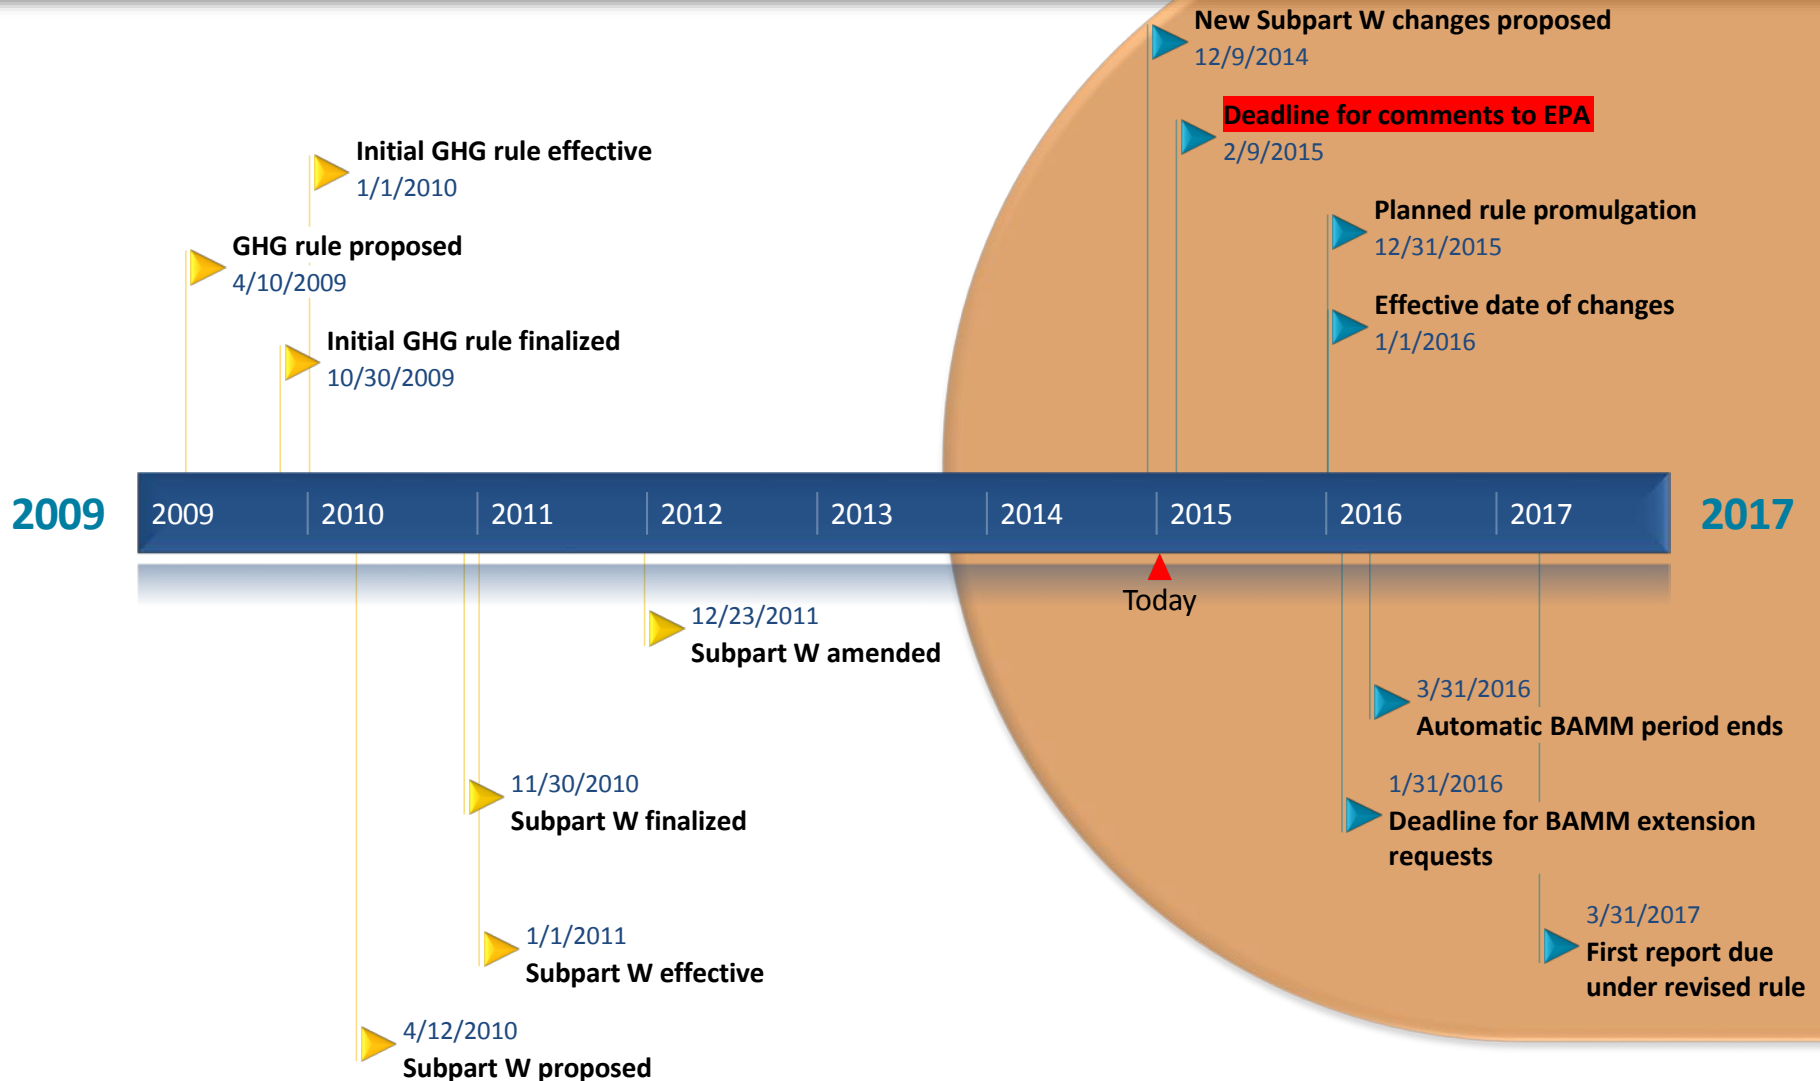 New Subpart W changes proposed
12/9/2014
Deadline for comments to EPA
2/9/2015
Initial GHG rule effective
1/1/2010
Planned rule promulgation
12/31/2015
GHG rule proposed
4/10/2009
Effective date of changes
1/1/2016
Initial GHG rule finalized
10/30/2009
2009 2009 2010 2011 2012 2013 2014 2015 2016 2017 2017
Today
12/23/2011
Subpart W amended
3/31/2016
Automatic BAMM period ends
11/30/2010
Subpart W finalized
1/31/2016
Deadline for BAMM extension
requests
1/1/2011
Subpart W effective
3/31/2017
First report due
under revised rule
4/12/2010
Subpart W proposed